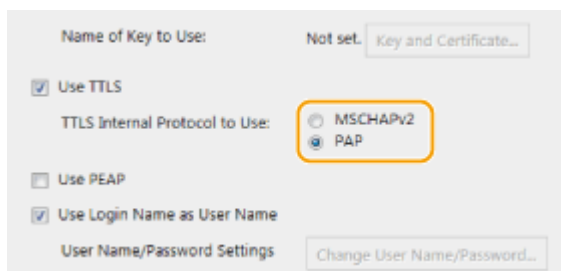 Name of Key to Use: Not set. Key and Certificate...
Use TTLS
TTLS Internal Protocol to Use: MSCHAPv2
PAP
Use PEAP
Use Login Name as User Name
User Name/Password Settings Change User Name/Password...